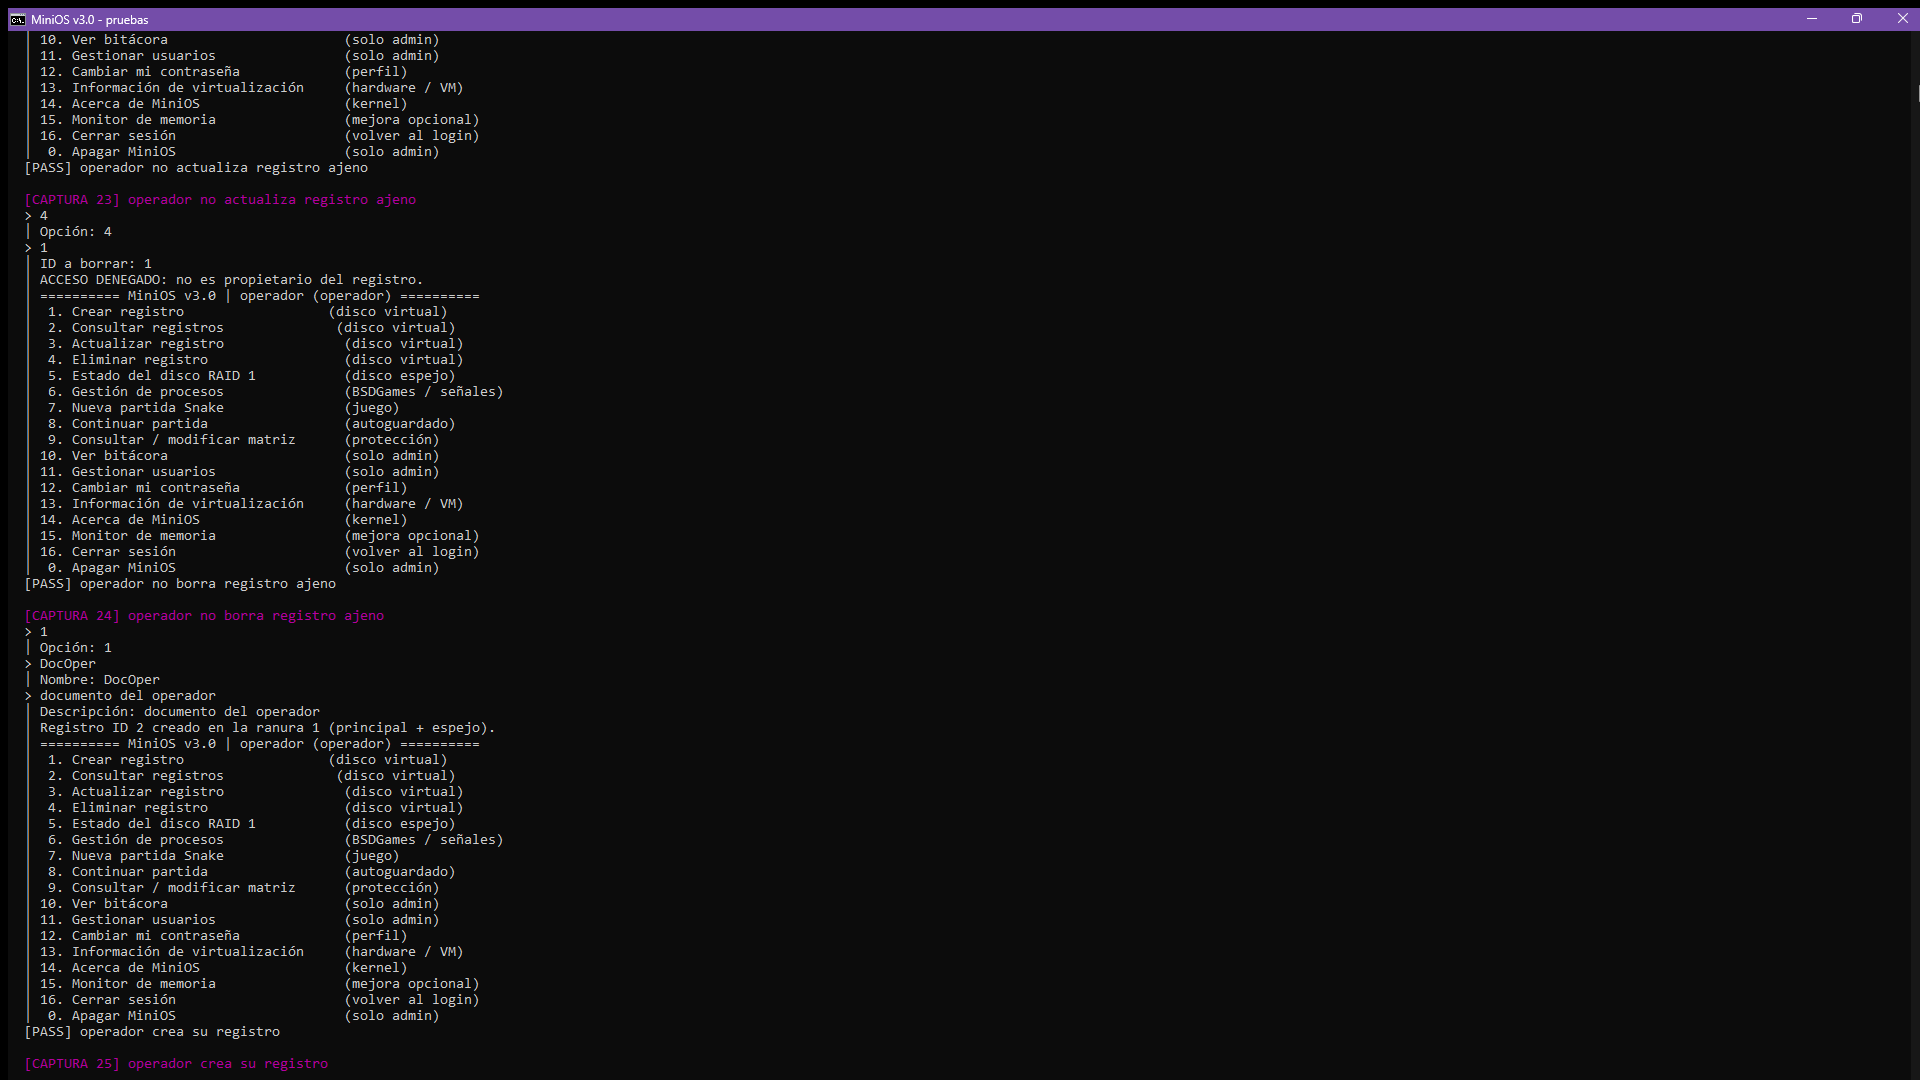 MiniOS v3.0 - pruebas
│ 10. Ver bitácora                      (solo admin)
│ 11. Gestionar usuarios                (solo admin)
│ 12. Cambiar mi contraseña             (perfil)
│ 13. Información de virtualización     (hardware / VM)
│ 14. Acerca de MiniOS                  (kernel)
│ 15. Monitor de memoria                (mejora opcional)
│ 16. Cerrar sesión                     (volver al login)
│  0. Apagar MiniOS                     (solo admin)
[PASS] operador no actualiza registro ajeno
[CAPTURA 23] operador no actualiza registro ajeno
> 4
│ Opción: 4
> 1
│ ID a borrar: 1
│ ACCESO DENEGADO: no es propietario del registro.
│ ========== MiniOS v3.0 | operador (operador) ==========
│  1. Crear registro                  (disco virtual)
│  2. Consultar registros              (disco virtual)
│  3. Actualizar registro               (disco virtual)
│  4. Eliminar registro                 (disco virtual)
│  5. Estado del disco RAID 1           (disco espejo)
│  6. Gestión de procesos               (BSDGames / señales)
│  7. Nueva partida Snake               (juego)
│  8. Continuar partida                 (autoguardado)
│  9. Consultar / modificar matriz      (protección)
│ 10. Ver bitácora                      (solo admin)
│ 11. Gestionar usuarios                (solo admin)
│ 12. Cambiar mi contraseña             (perfil)
│ 13. Información de virtualización     (hardware / VM)
│ 14. Acerca de MiniOS                  (kernel)
│ 15. Monitor de memoria                (mejora opcional)
│ 16. Cerrar sesión                     (volver al login)
│  0. Apagar MiniOS                     (solo admin)
[PASS] operador no borra registro ajeno
[CAPTURA 24] operador no borra registro ajeno
> 1
│ Opción: 1
> DocOper
│ Nombre: DocOper
> documento del operador
│ Descripción: documento del operador
│ Registro ID 2 creado en la ranura 1 (principal + espejo).
│ ========== MiniOS v3.0 | operador (operador) ==========
│  1. Crear registro                  (disco virtual)
│  2. Consultar registros              (disco virtual)
│  3. Actualizar registro               (disco virtual)
│  4. Eliminar registro                 (disco virtual)
│  5. Estado del disco RAID 1           (disco espejo)
│  6. Gestión de procesos               (BSDGames / señales)
│  7. Nueva partida Snake               (juego)
│  8. Continuar partida                 (autoguardado)
│  9. Consultar / modificar matriz      (protección)
│ 10. Ver bitácora                      (solo admin)
│ 11. Gestionar usuarios                (solo admin)
│ 12. Cambiar mi contraseña             (perfil)
│ 13. Información de virtualización     (hardware / VM)
│ 14. Acerca de MiniOS                  (kernel)
│ 15. Monitor de memoria                (mejora opcional)
│ 16. Cerrar sesión                     (volver al login)
│  0. Apagar MiniOS                     (solo admin)
[PASS] operador crea su registro
[CAPTURA 25] operador crea su registro